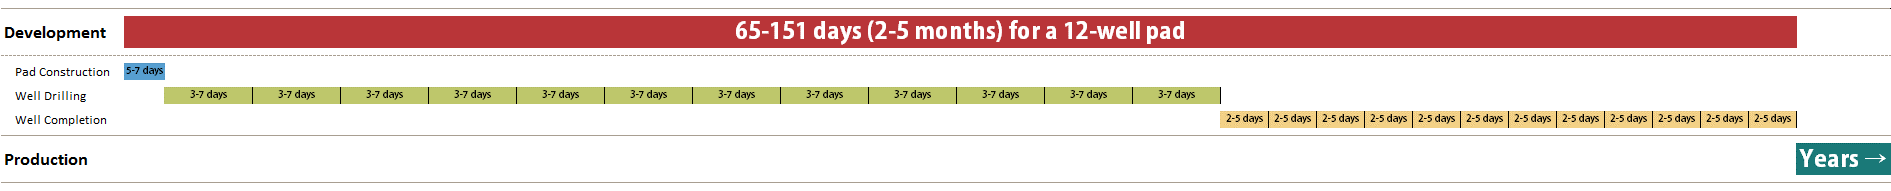 Development 65-151 days (2-5 months) for a 12-well pad
Pad Construction 5-7 days
Well Drilling 3-7 days 3-7 days 3-7 days 3-7 days 3-7 days 3-7 days 3-7 days 3-7 days 3-7 days 3-7 days 3-7 days 3-7 days
Well Completion 2-5 days 2-5 days 2-5 days 2-5 days 2-5 days 2-5 days 2-5 days 2-5 days 2-5 days 2-5 days 2-5 days 2-5 days
Production Years →